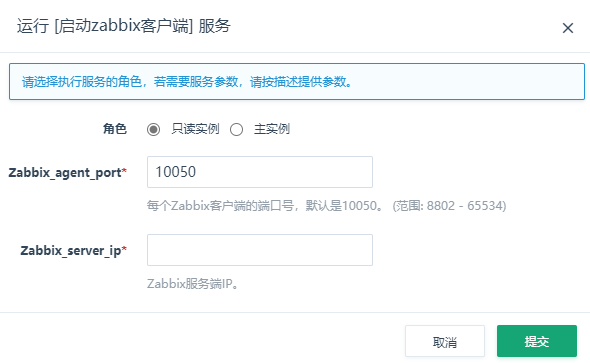 运行 [启动zabbix客户端] 服务
请选择执行服务的角色，若需要服务参数，请按描述提供参数。
角色 只读实例 主实例
Zabbix_agent_port* 10050
每个Zabbix客户端的端口号，默认是10050。 (范围: 8802 - 65534)
Zabbix_server_ip*
Zabbix服务端IP。
取消 提交